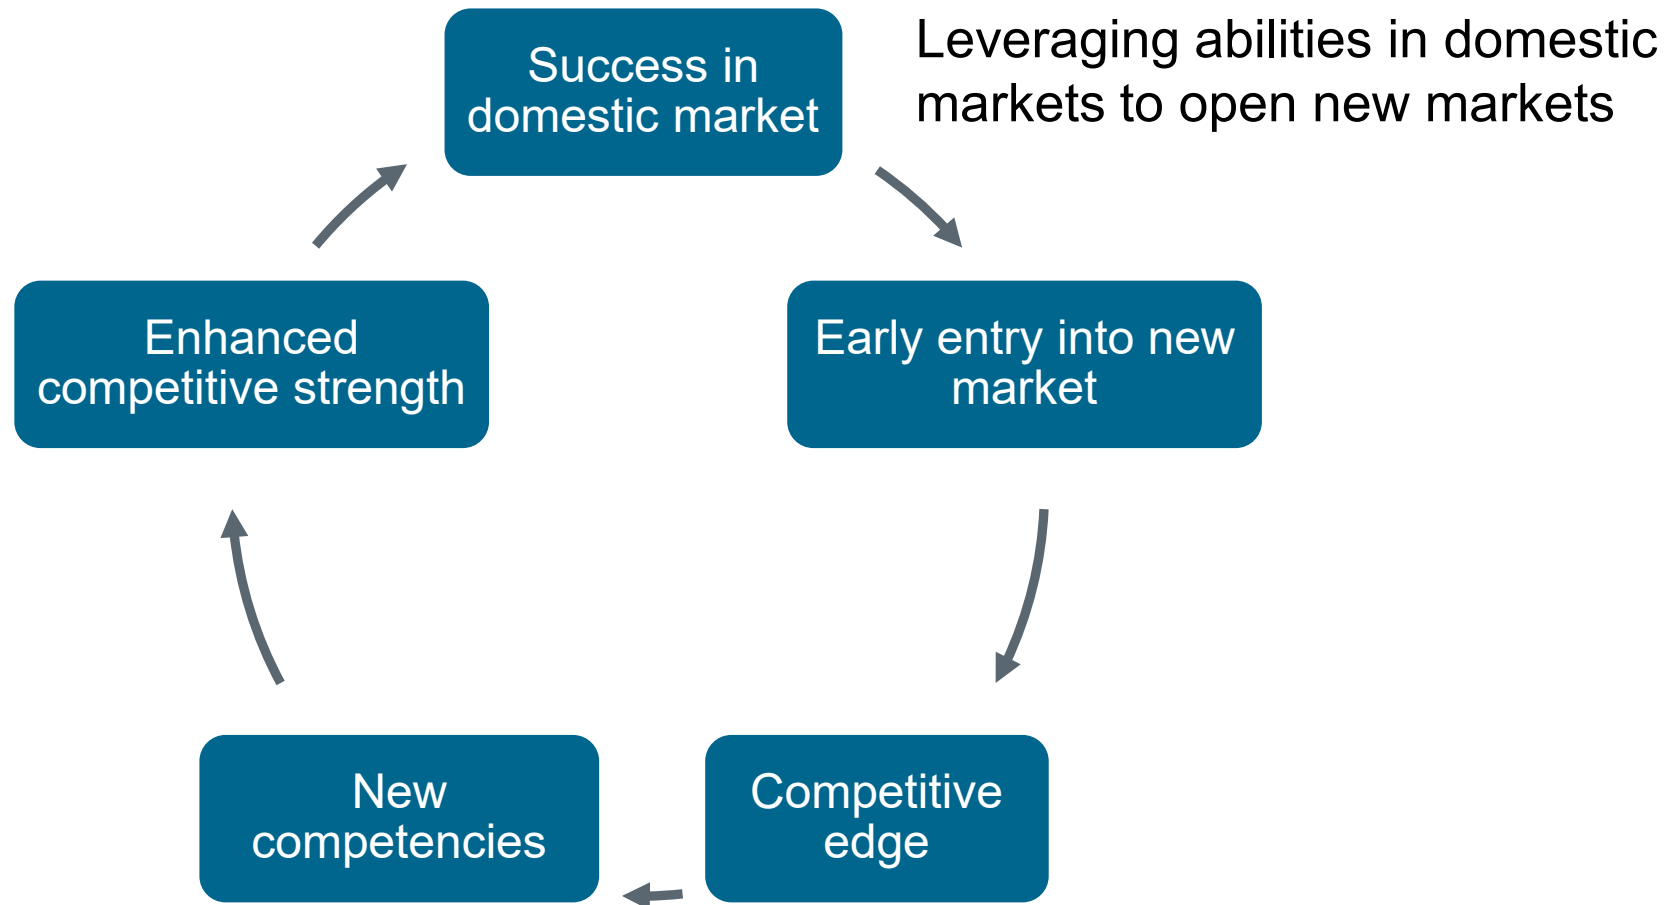 Success in
domestic market
Leveraging abilities in domestic
markets to open new markets
Enhanced
competitive strength
Early entry into new
market
New
competencies
Competitive
edge